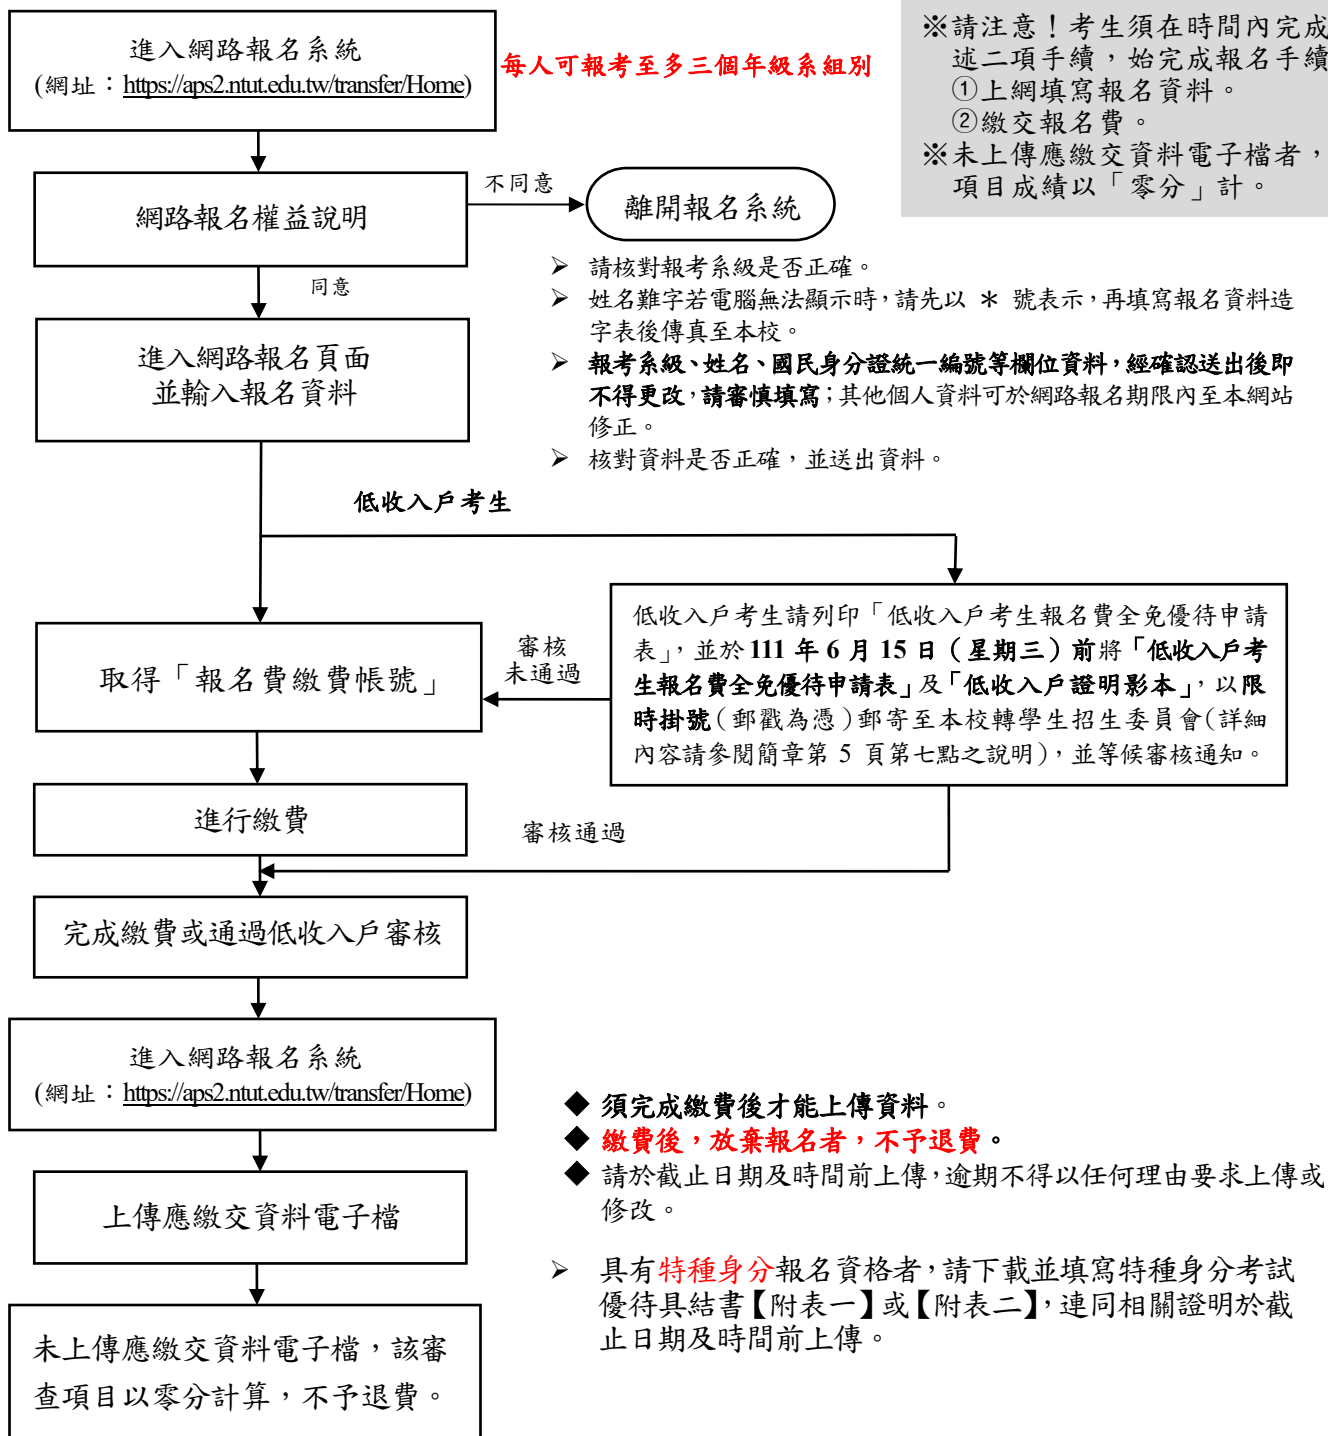 進入網路報名系統
(網址：https://aps2.ntut.edu.tw/transfer/Home)
每人可報考至多三個年級系組別
※請注意！考生須在時間內完成
述二項手續，始完成報名手續
①上網填寫報名資料。
②繳交報名費。
※未上傳應繳交資料電子檔者，
項目成績以「零分」計。
網路報名權益說明
不同意
離開報名系統
同意
進入網路報名頁面
並輸入報名資料
➢ 請核對報考系級是否正確。
➢ 姓名難字若電腦無法顯示時，請先以 ＊ 號表示，再填寫報名資料造
字表後傳真至本校。
➢ 報考系級、姓名、國民身分證統一編號等欄位資料，經確認送出後即
不得更改，請審慎填寫；其他個人資料可於網路報名期限內至本網站
修正。
➢ 核對資料是否正確，並送出資料。
低收入戶考生
低收入戶考生請列印「低收入戶考生報名費全免優待申請
表」，並於 111 年 6 月 15 日（星期三）前將「低收入戶考
生報名費全免優待申請表」及「低收入戶證明影本」，以限
時掛號（郵戳為憑）郵寄至本校轉學生招生委員會(詳細
內容請參閱簡章第 5 頁第七點之說明)，並等候審核通知。
審核
未通過
取得「報名費繳費帳號」
進行繳費
審核通過
完成繳費或通過低收入戶審核
進入網路報名系統
(網址：https://aps2.ntut.edu.tw/transfer/Home)
◆ 須完成繳費後才能上傳資料。
◆ 繳費後，放棄報名者，不予退費。
◆ 請於截止日期及時間前上傳，逾期不得以任何理由要求上傳或
修改。
上傳應繳交資料電子檔
➢ 具有特種身分報名資格者，請下載並填寫特種身分考試
優待具結書【附表一】或【附表二】，連同相關證明於截
止日期及時間前上傳。
未上傳應繳交資料電子檔，該審
查項目以零分計算，不予退費。